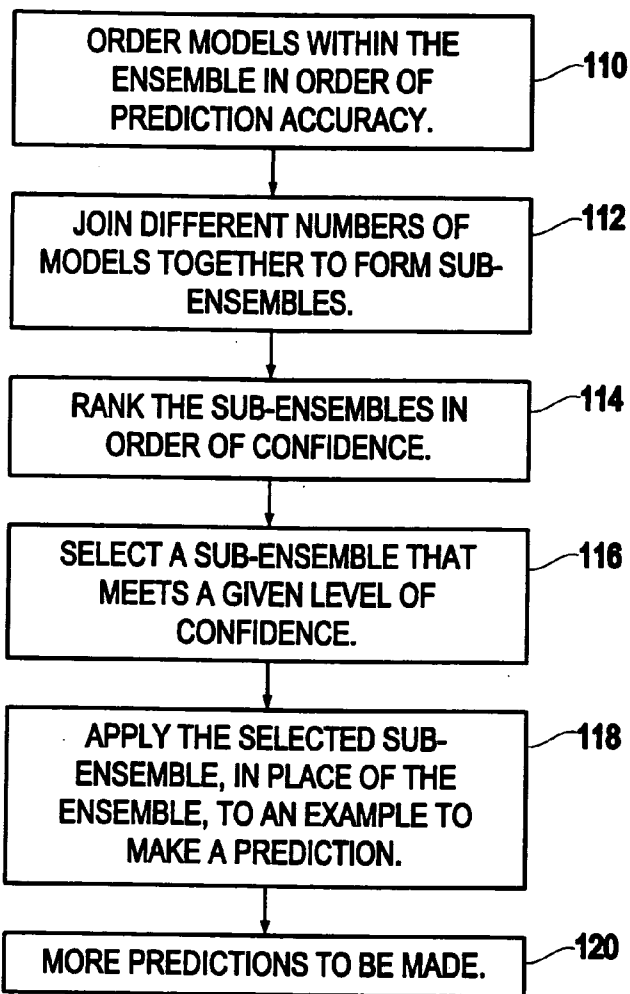 ORDER MODELS WITHIN THE
ENSEMBLE IN ORDER OF
PREDICTION ACCURACY.
110
JOIN DIFFERENT NUMBERS OF
MODELS TOGETHER TO FORM SUB-
ENSEMBLES.
112
RANK THE SUB-ENSEMBLES IN
ORDER OF CONFIDENCE.
114
SELECT A SUB-ENSEMBLE THAT
MEETS A GIVEN LEVEL OF
CONFIDENCE.
116
APPLY THE SELECTED SUB-
ENSEMBLE, IN PLACE OF THE
ENSEMBLE, TO AN EXAMPLE TO
MAKE A PREDICTION.
118
MORE PREDICTIONS TO BE MADE.
120